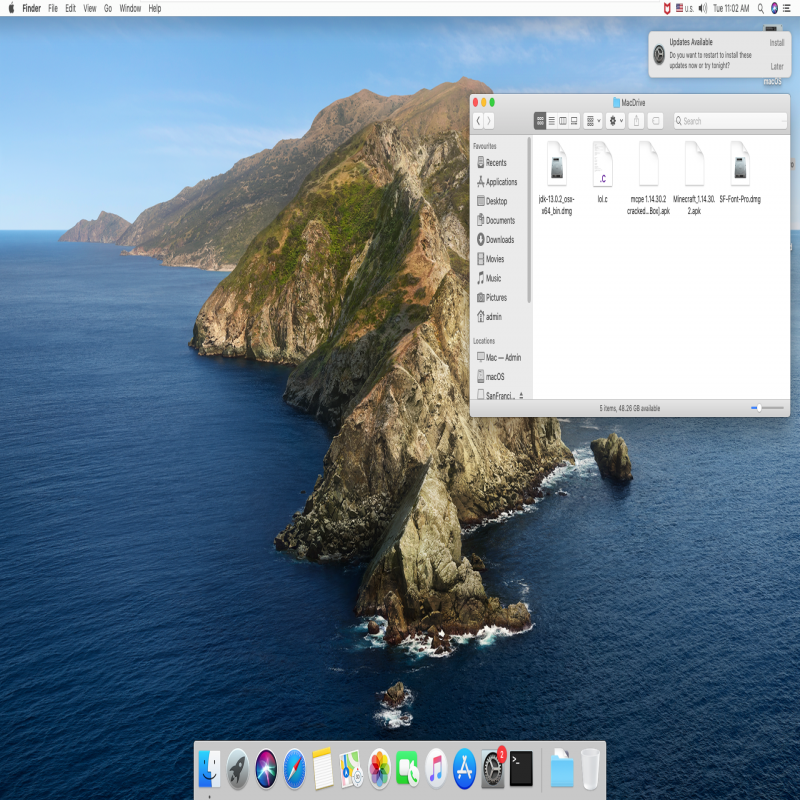 Finder File Edit View Go Window Help
U.S. Tue 11:02 AM
Updates Available
Do you want to restart to install these
updates now or try tonight?
Install
Later
macOS
MacDrive
Search
Favourites
Recents
Applications
Desktop
Documents
Downloads
Movies
Music
Pictures
admin
Locations
Mac — Admin
macOS
SanFranci...
jdk-13.0.2_osx-
x64_bin.dmg
.C
lol.c
mcpe 1.14.30.2
cracked...Box].apk
Minecraft_1.14.30.
2.apk
SF-Font-Pro.dmg
5 items, 48.26 GB available
2